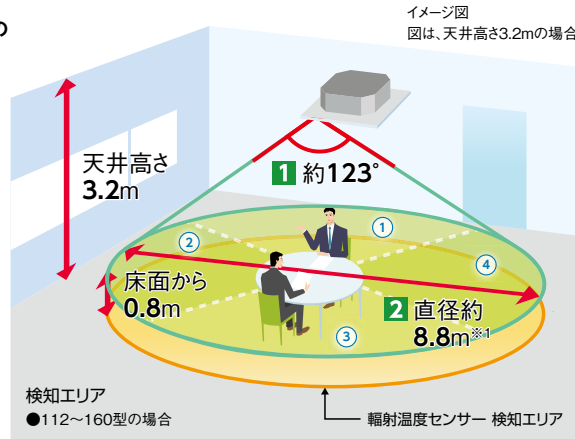 の
イメージ図
図は、天井高さ3.2mの場合
天井高さ
3.2m
1 約123°
①
②
④
床面から
0.8m
2 直径約
8.8m※1
③
検知エリア
●112〜160型の場合
輻射温度センサー 検知エリア